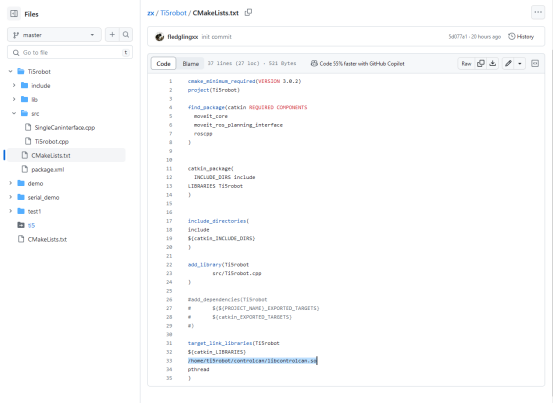 Files
master
Go to file
t
Ti5robot
include
lib
src
SingleCaninterface.cpp
Ti5robot.cpp
CMakeLists.txt
package.xml
demo
serial_demo
test1
ti5
CMakeLists.txt
zx / Ti5robot / CMakeLists.txt
fledglingxx init commit
5d077a1 · 20 hours ago History
Code Blame 37 lines (27 loc) · 531 Bytes Code 55% faster with GitHub Copilot Raw
1 cmake_minimum_required(VERSION 3.0.2)
2 project(Ti5robot)
3
4 find_package(catkin REQUIRED COMPONENTS
5 moveit_core
6 moveit_ros_planning_interface
7 roscpp
8 )
9
10
11 catkin_package(
12 INCLUDE_DIRS include
13 LIBRARIES Ti5robot
14 )
15
16
17 include_directories(
18 include
19 ${catkin_INCLUDE_DIRS}
20 )
21
22 add_library(Ti5robot
23 src/Ti5robot.cpp
24 )
25
26 #add_dependencies(Ti5robot
27 # ${${PROJECT_NAME}_EXPORTED_TARGETS}
28 # ${catkin_EXPORTED_TARGETS}
29 #)
30
31 target_link_libraries(Ti5robot
32 ${catkin_LIBRARIES}
33 /home/ti5robot/controlcan/libcontrolcan.so
34 pthread
35 )